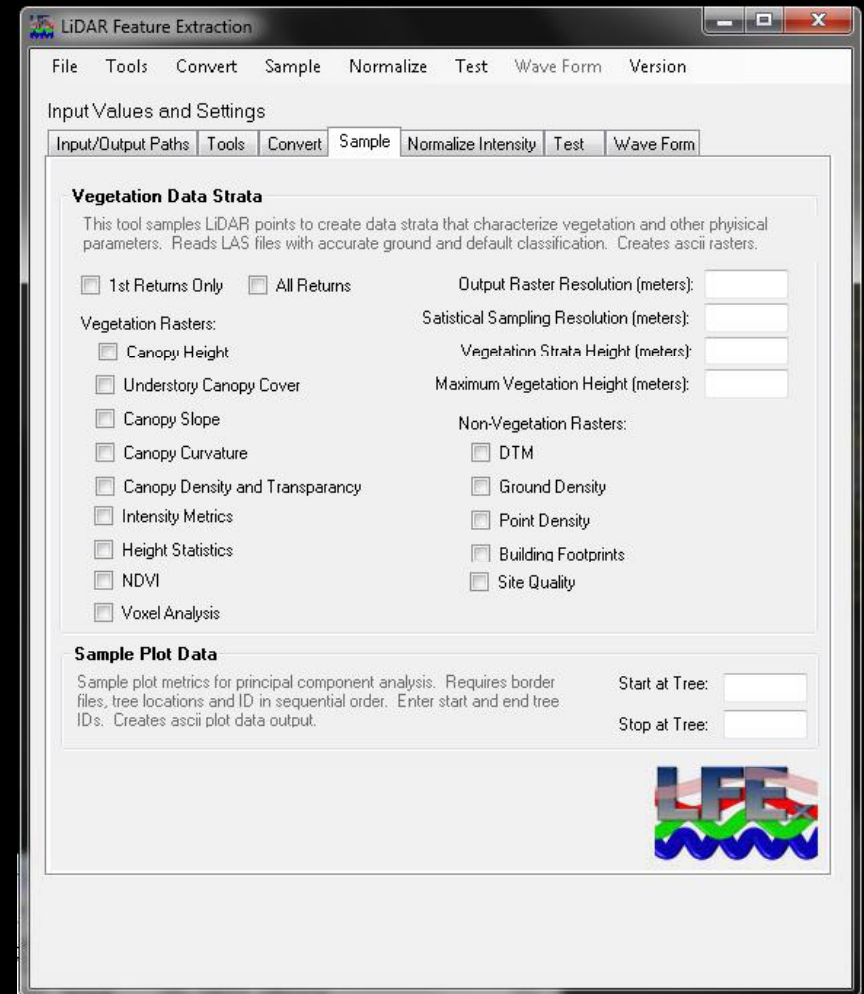 LiDAR Feature Extraction
File Tools Convert Sample Normalize Test Wave Form Version
Input Values and Settings
Input/Output Paths Tools Convert Sample Normalize Intensity Test Wave Form
Vegetation Data Strata
This tool samples LiDAR points to create data strata that characterize vegetation and other phyisical
parameters. Reads LAS files with accurate ground and default classification. Creates ascii rasters.
1st Returns Only All Returns
Output Raster Resolution (meters):
Satistical Sampling Resolution (meters):
Vegetation Strata Height (meters):
Maximum Vegetation Height (meters):
Vegetation Rasters:
Canopy Height
Understory Canopy Cover
Canopy Slope
Canopy Curvature
Canopy Density and Transparancy
Intensity Metrics
Height Statistics
NDVI
Voxel Analysis
Non-Vegetation Rasters:
DTM
Ground Density
Point Density
Building Footprints
Site Quality
Sample Plot Data
Sample plot metrics for principal component analysis. Requires border
files, tree locations and ID in sequential order. Enter start and end tree
IDs. Creates ascii plot data output.
Start at Tree:
Stop at Tree:
LFEx